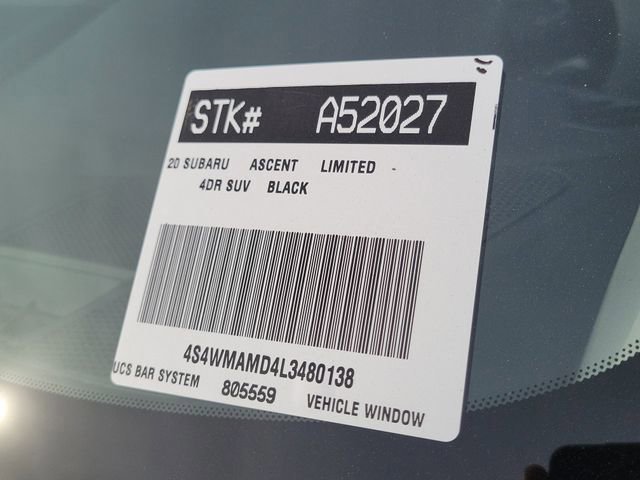 STK# A52027
20 SUBARU ASCENT LIMITED -
4DR SUV BLACK
4S4WMAMD4L3480138
UCS BAR SYSTEM 805559 VEHICLE WINDOW